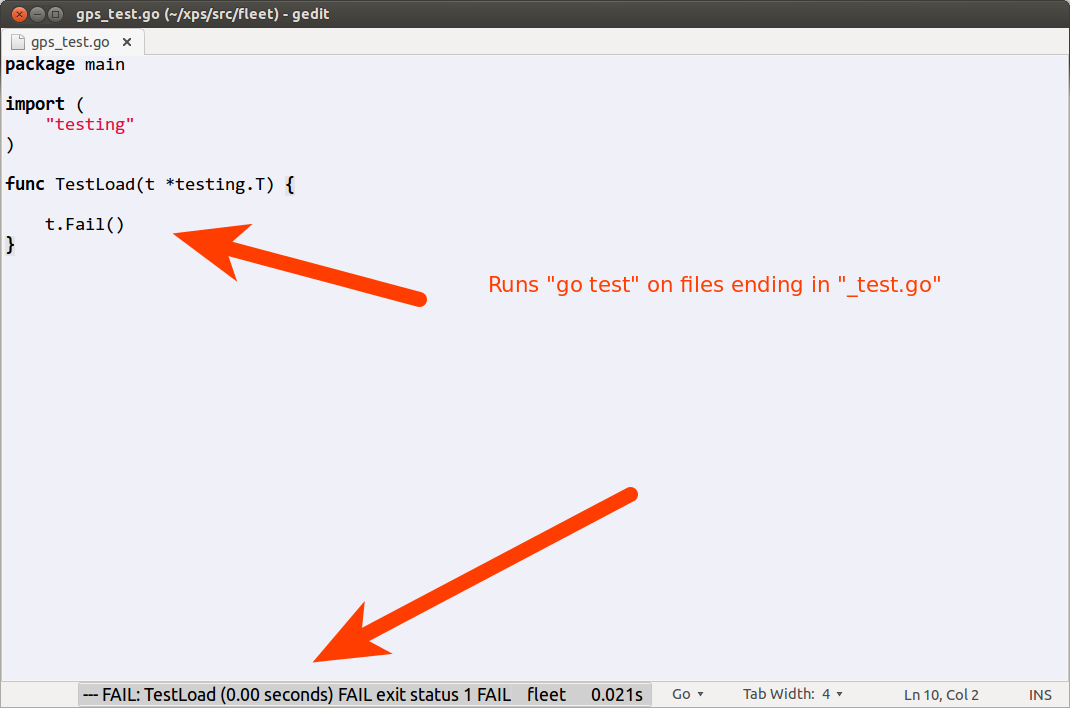 gps_test.go (~/xps/src/fleet) - gedit
gps_test.go ×
package main
import (
"testing"
)
func TestLoad(t *testing.T) {
t.Fail()
}
Runs "go test" on files ending in "_test.go"
--- FAIL: TestLoad (0.00 seconds) FAIL exit status 1 FAIL fleet 0.021s Go Tab Width: 4 Ln 10, Col 2 INS